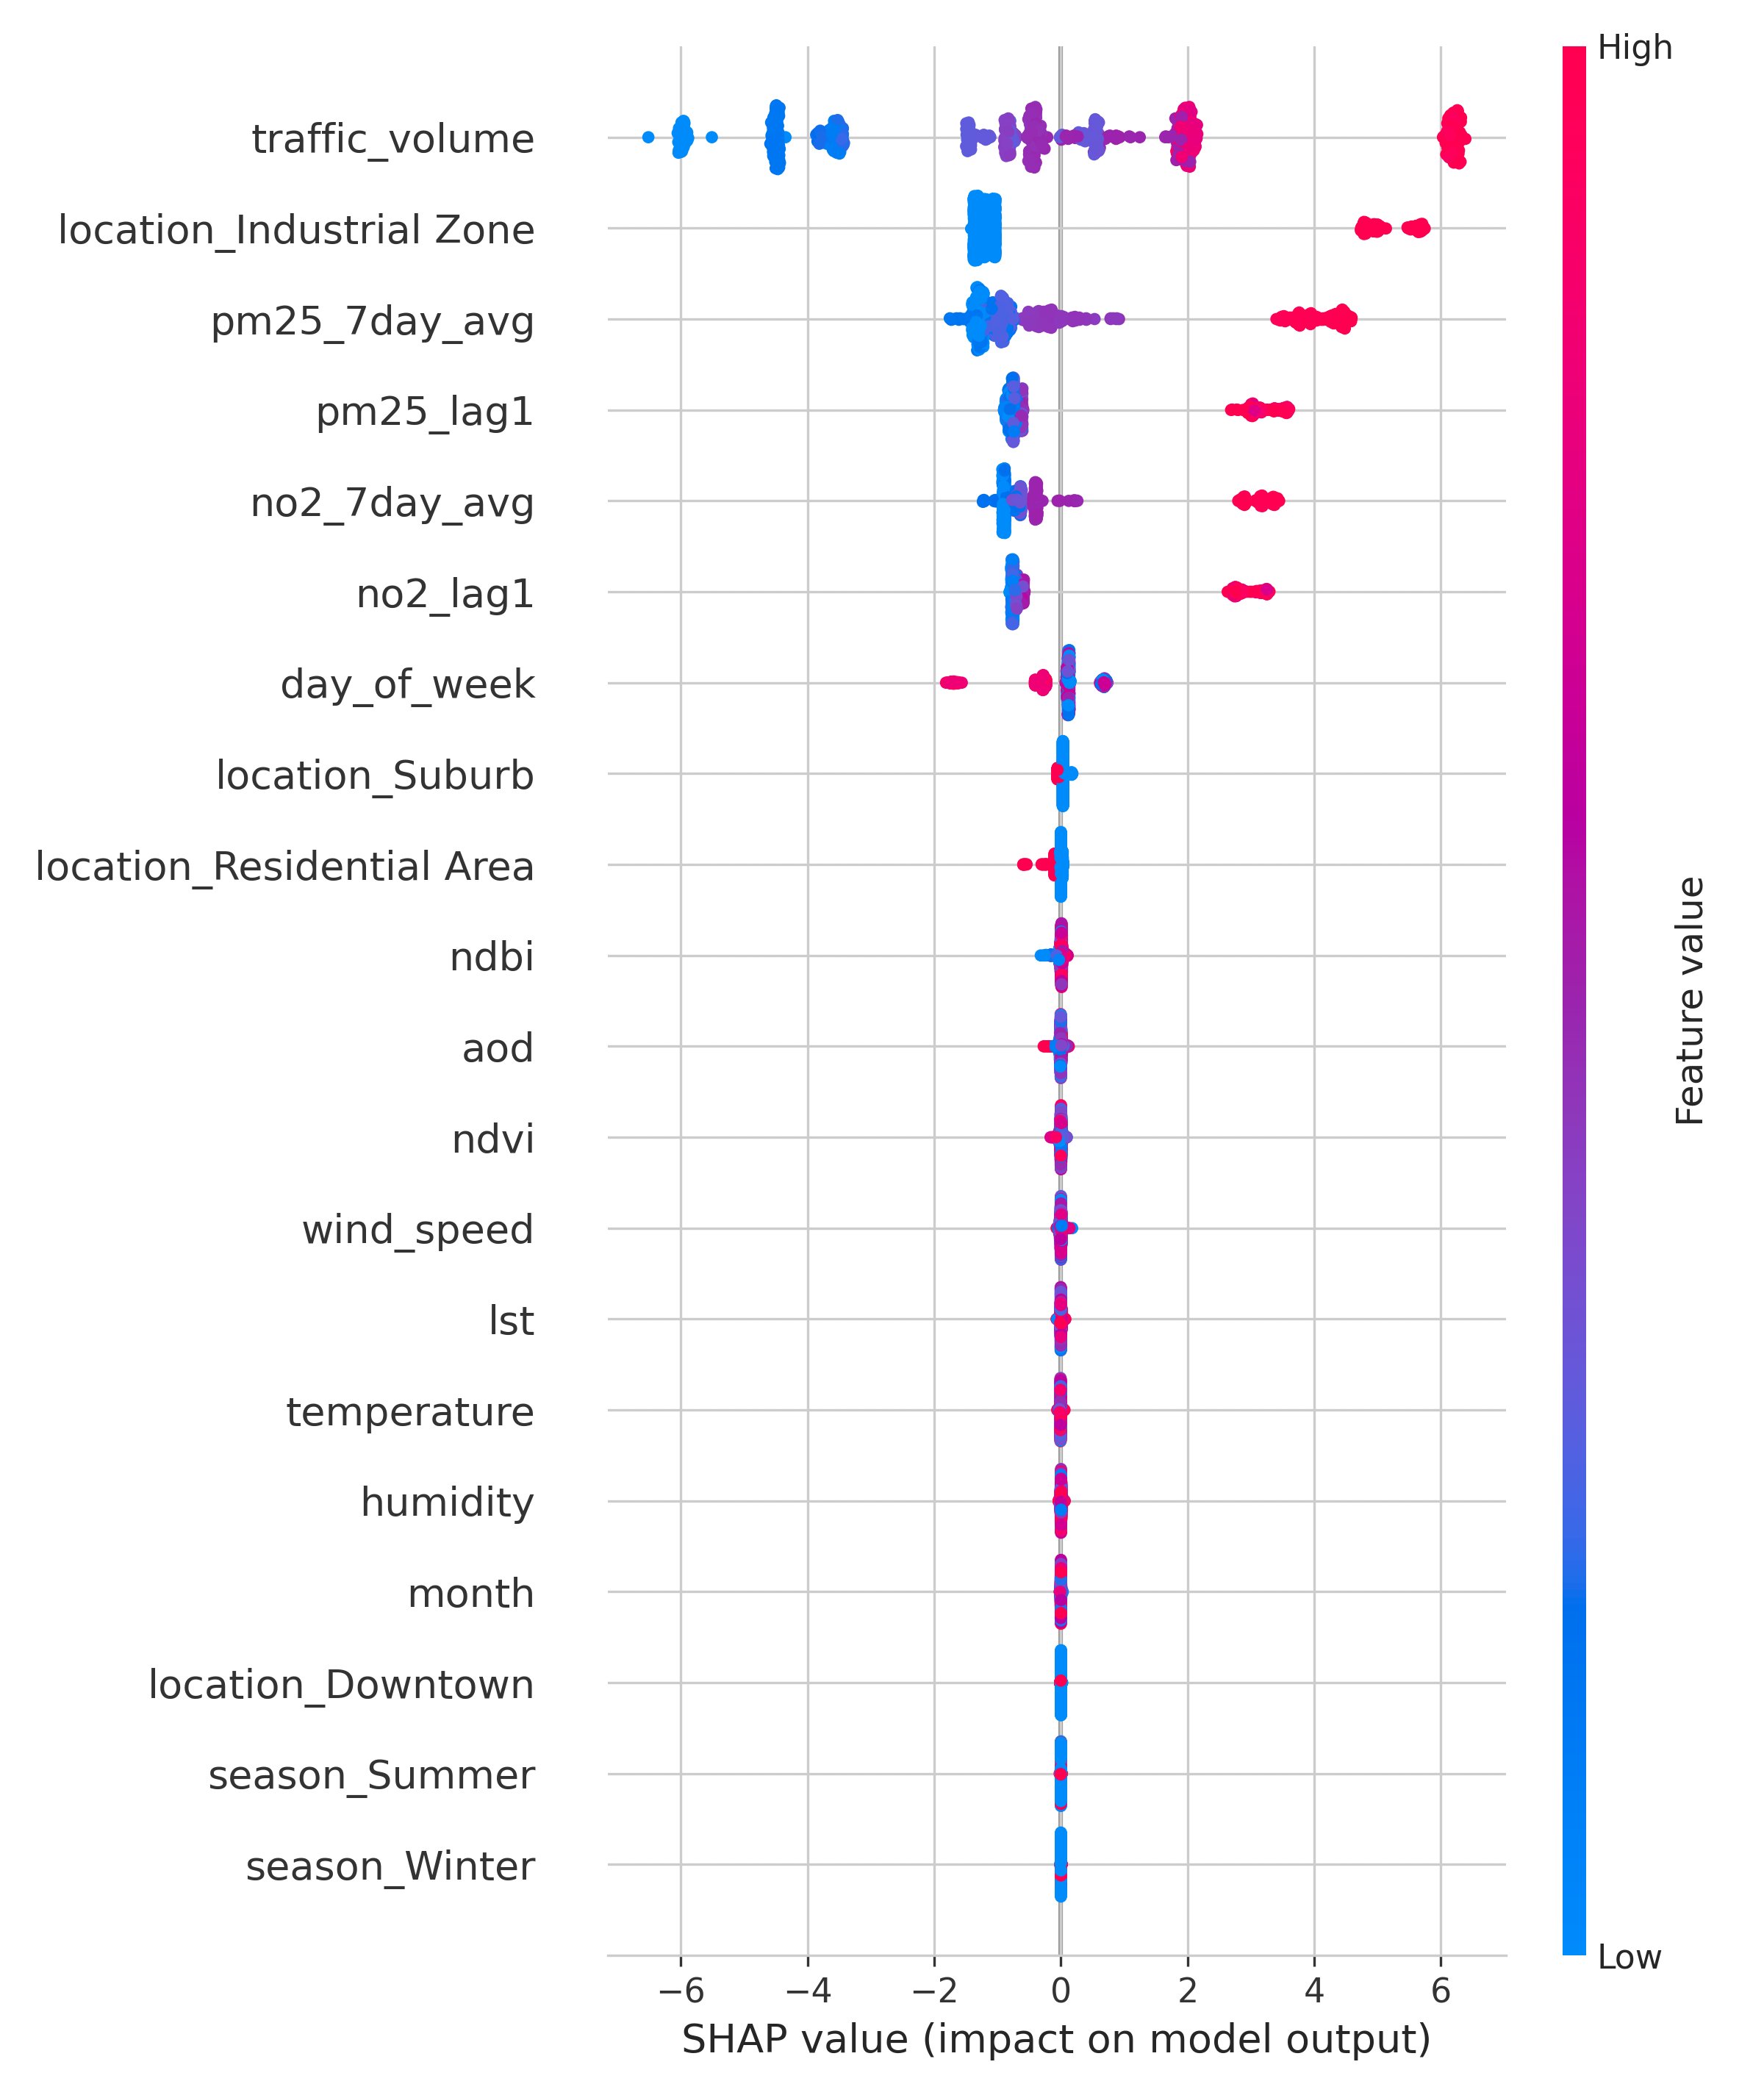 High
traffic_volume
location_Industrial Zone
pm25_7day_avg
pm25_lag1
no2_7day_avg
no2_lag1
day_of_week
location_Suburb
location_Residential Area
ndbi
aod
ndvi
wind_speed
lst
temperature
humidity
month
location_Downtown
season_Summer
season_Winter
Feature value
Low
−6 −4 −2 0 2 4 6
SHAP value (impact on model output)